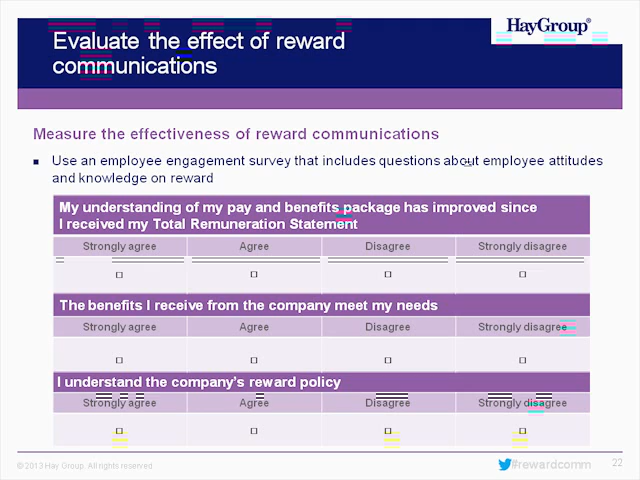 HayGroup®
Evaluate the effect of reward
communications
Measure the effectiveness of reward communications
Use an employee engagement survey that includes questions about employee attitudes
and knowledge on reward
My understanding of my pay and benefits package has improved since
I received my Total Remuneration Statement
Strongly agree Agree Disagree Strongly disagree
The benefits I receive from the company meet my needs
Strongly agree Agree Disagree Strongly disagree
I understand the company's reward policy
Strongly agree Agree Disagree Strongly disagree
© 2013 Hay Group. All rights reserved
#rewardcomm
22